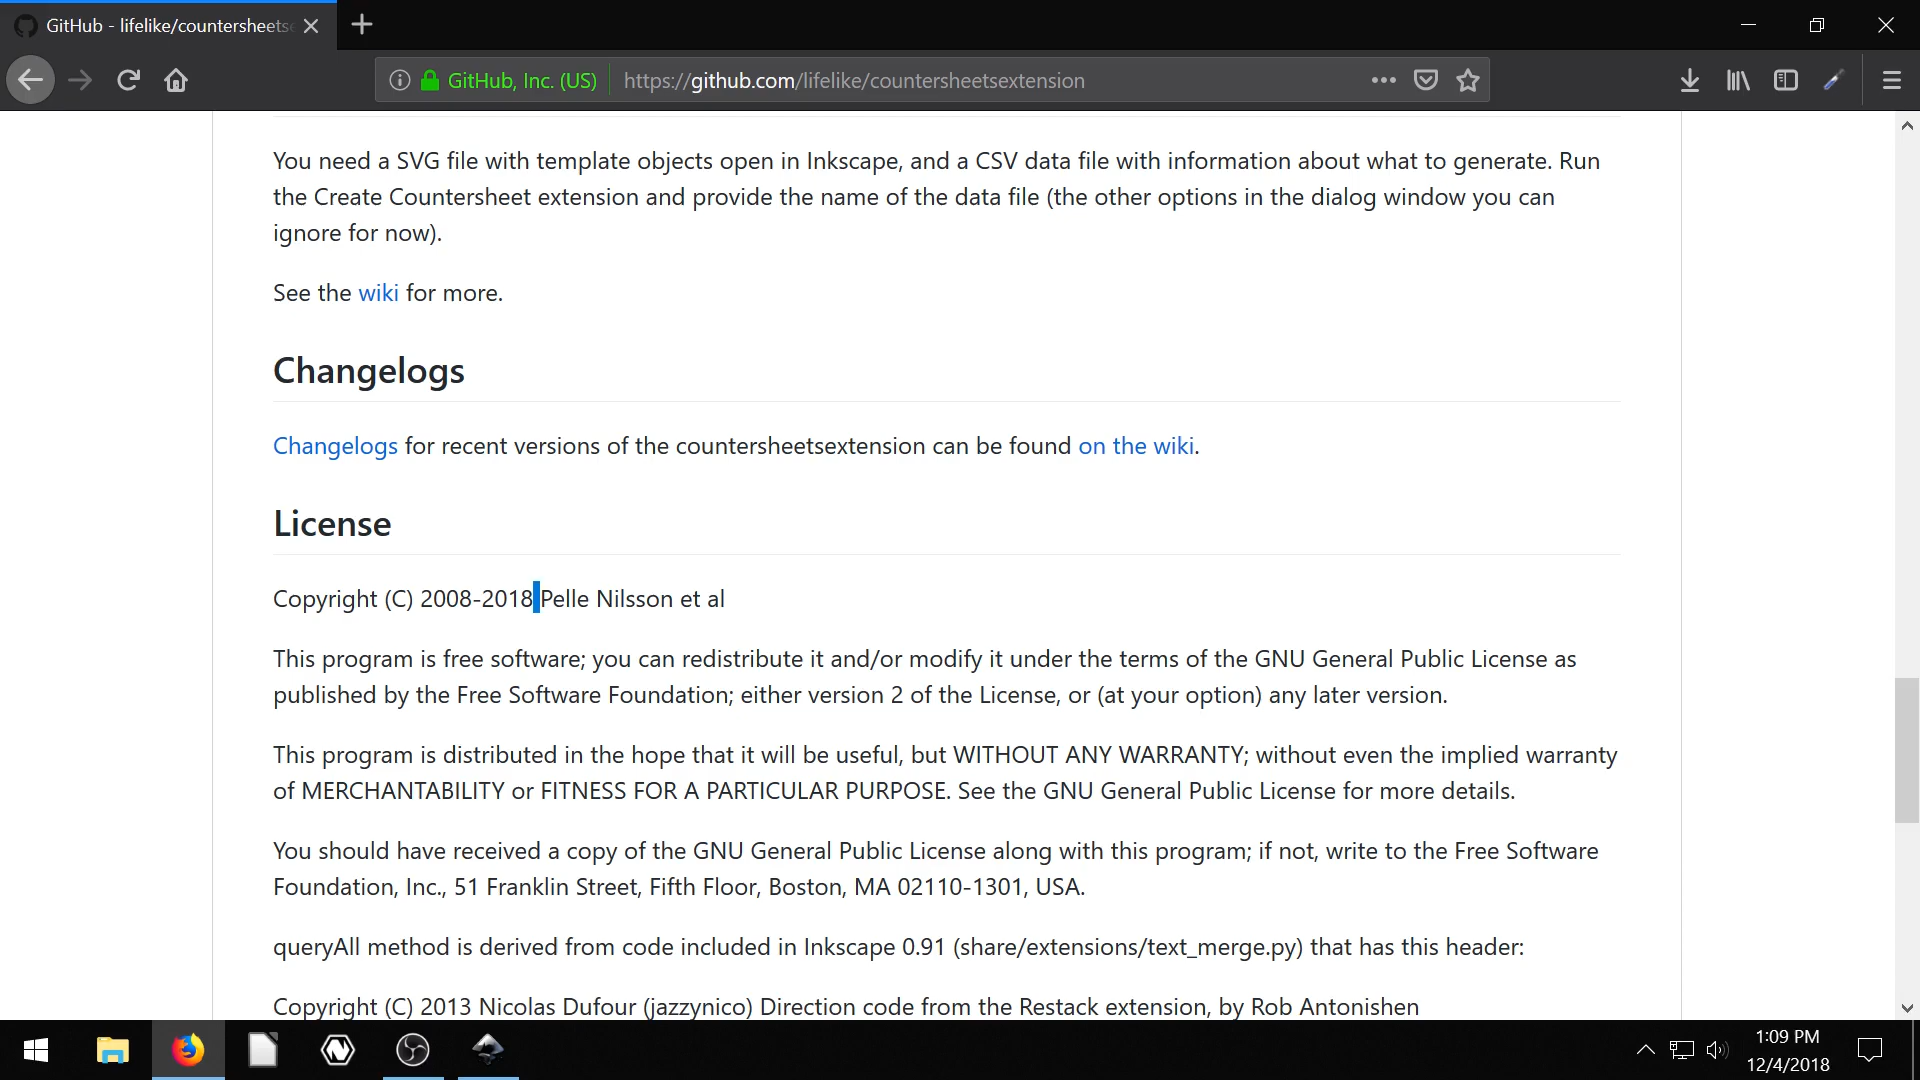 GitHub - lifelike/countersheetse
GitHub, Inc. (US) https://github.com/lifelike/countersheetsextension
You need a SVG file with template objects open in Inkscape, and a CSV data file with information about what to generate. Run
the Create Countersheet extension and provide the name of the data file (the other options in the dialog window you can
ignore for now).
See the wiki for more.
Changelogs
Changelogs for recent versions of the countersheetsextension can be found on the wiki.
License
Copyright (C) 2008-2018 Pelle Nilsson et al
This program is free software; you can redistribute it and/or modify it under the terms of the GNU General Public License as
published by the Free Software Foundation; either version 2 of the License, or (at your option) any later version.
This program is distributed in the hope that it will be useful, but WITHOUT ANY WARRANTY; without even the implied warranty
of MERCHANTABILITY or FITNESS FOR A PARTICULAR PURPOSE. See the GNU General Public License for more details.
You should have received a copy of the GNU General Public License along with this program; if not, write to the Free Software
Foundation, Inc., 51 Franklin Street, Fifth Floor, Boston, MA 02110-1301, USA.
queryAll method is derived from code included in Inkscape 0.91 (share/extensions/text_merge.py) that has this header:
Copyright (C) 2013 Nicolas Dufour (jazzynico) Direction code from the Restack extension, by Rob Antonishen
1:09 PM
12/4/2018